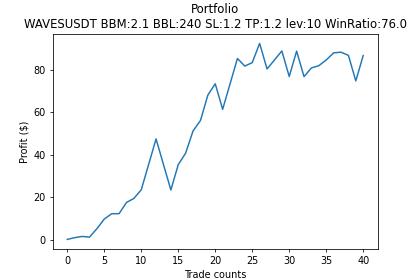 Portfolio
WAVESUSDT BBM:2.1 BBL:240 SL:1.2 TP:1.2 lev:10 WinRatio:76.0
Profit ($)
80
60
40
20
0
0 5 10 15 20 25 30 35 40
Trade counts